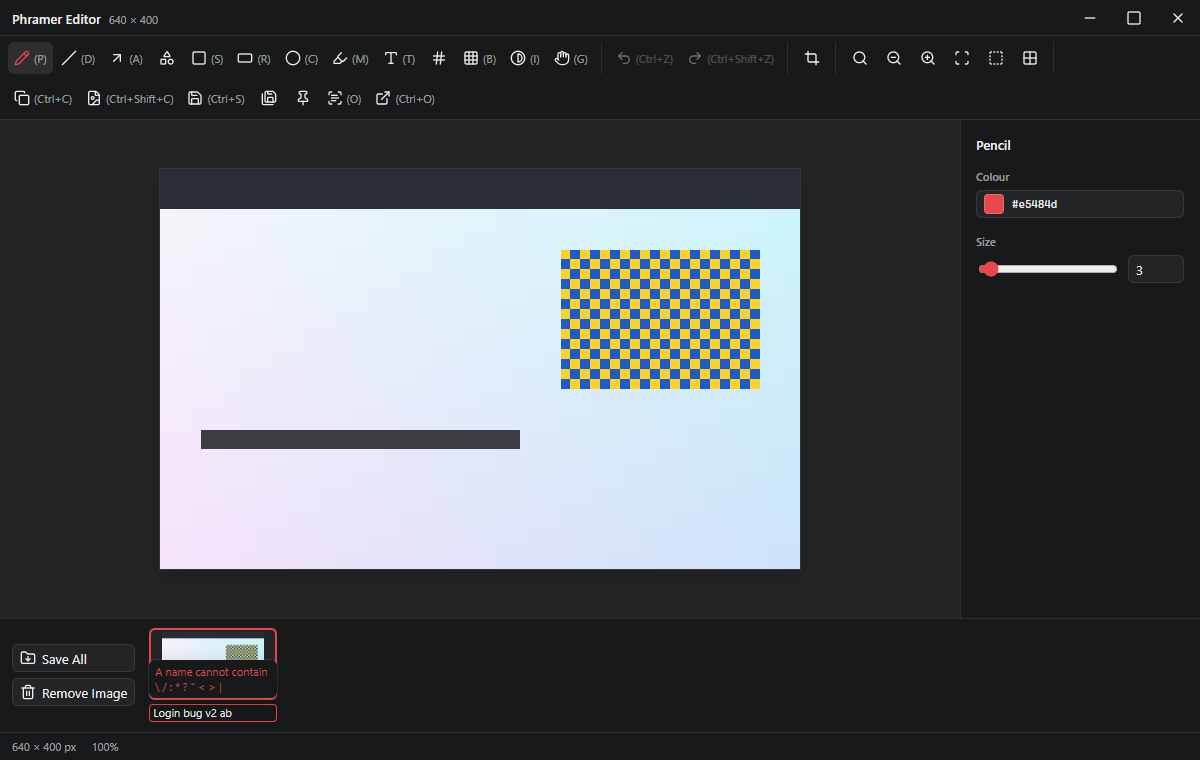 Phramer Editor 640 × 400
(P) (D) (A) (S) (R) (C) (M) (T) (B) (I) (G) (Ctrl+Z) (Ctrl+Shift+Z)
(Ctrl+C) (Ctrl+Shift+C) (Ctrl+S) (O) (Ctrl+O)
Pencil
Colour
#e5484d
Size
3
Save All
Remove Image
A name cannot contain
\ / : * ? " < > |
Login bug v2 ab
640 × 400 px 100%